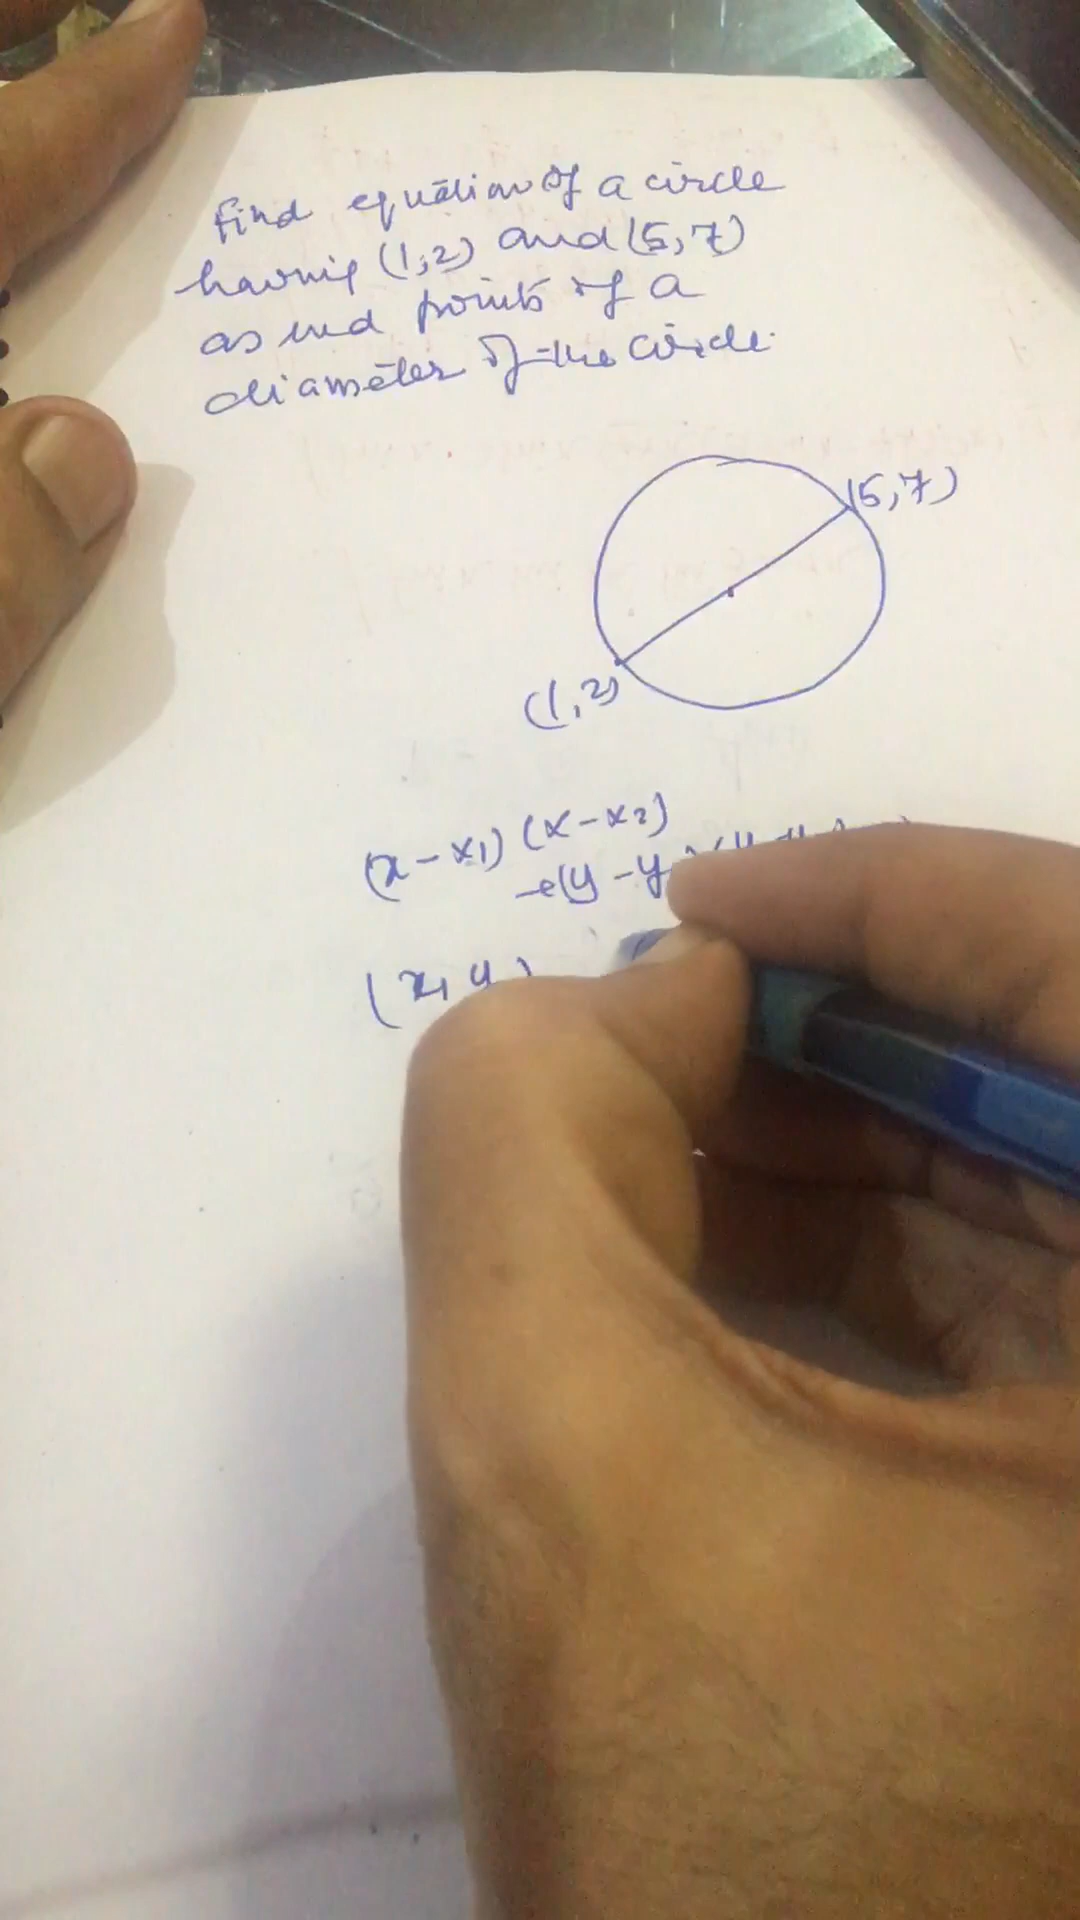 find equation of a circle
having (1,2) and (5,7)
as end points of a
diameter of the circle.
(5,7)
(1,2)
(x-x1) (x-x2)
+(y-y
(x1 y